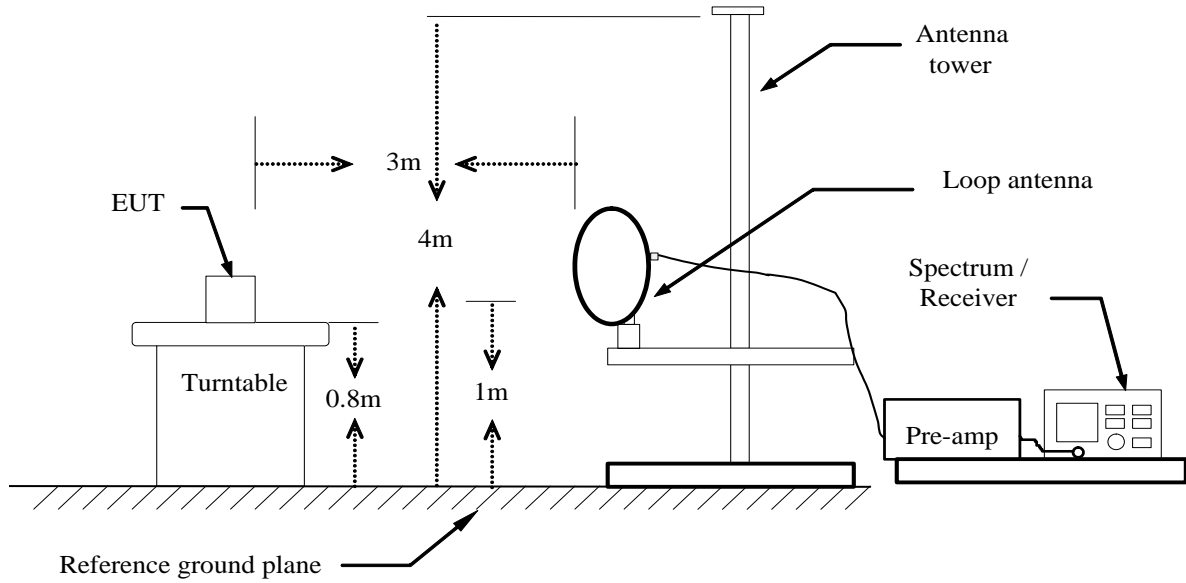 Antenna
tower
3m
Loop antenna
EUT
4m
Spectrum /
Receiver
Turntable
0.8m
1m
Pre-amp
Reference ground plane